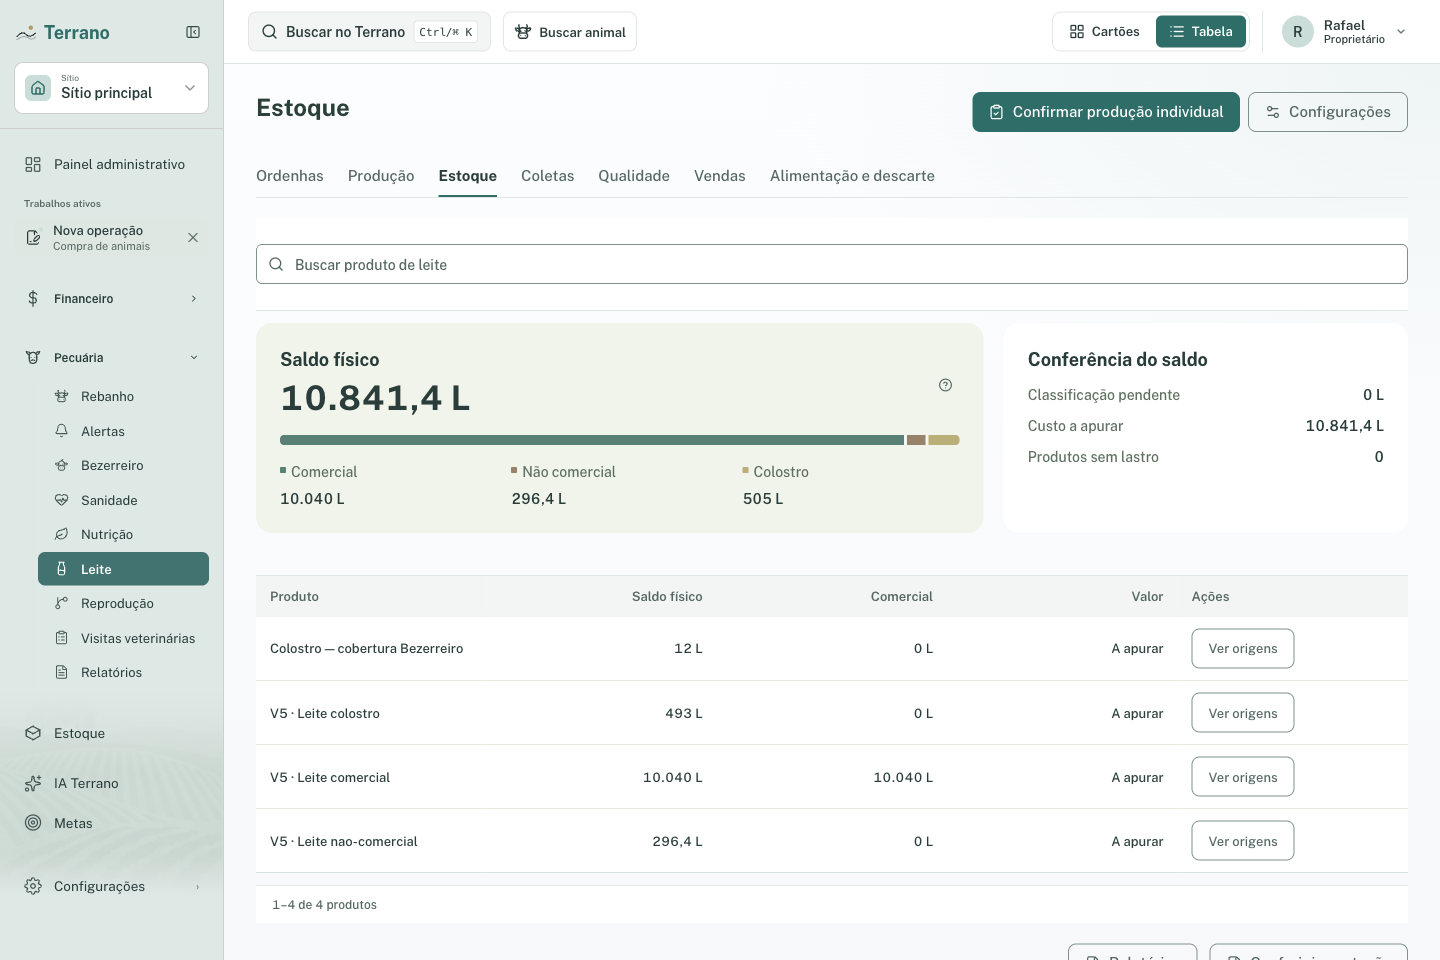 Terrano
Sítio
Sítio principal
Painel administrativo
Trabalhos ativos
Nova operação
Compra de animais
Financeiro
Pecuária
Rebanho
Alertas
Bezerreiro
Sanidade
Nutrição
Leite
Reprodução
Visitas veterinárias
Relatórios
Estoque
IA Terrano
Metas
Configurações
Buscar no Terrano Ctrl/⌘ K
Buscar animal
Cartões
Tabela
R
Rafael
Proprietário
Estoque
Confirmar produção individual
Configurações
Ordenhas Produção Estoque Coletas Qualidade Vendas Alimentação e descarte
Buscar produto de leite
Saldo físico
10.841,4 L
Comercial Não comercial Colostro
10.040 L 296,4 L 505 L
Conferência do saldo
Classificação pendente 0 L
Custo a apurar 10.841,4 L
Produtos sem lastro 0
Produto Saldo físico Comercial Valor Ações
Colostro — cobertura Bezerreiro 12 L 0 L A apurar Ver origens
V5 · Leite colostro 493 L 0 L A apurar Ver origens
V5 · Leite comercial 10.040 L 10.040 L A apurar Ver origens
V5 · Leite nao-comercial 296,4 L 0 L A apurar Ver origens
1–4 de 4 produtos